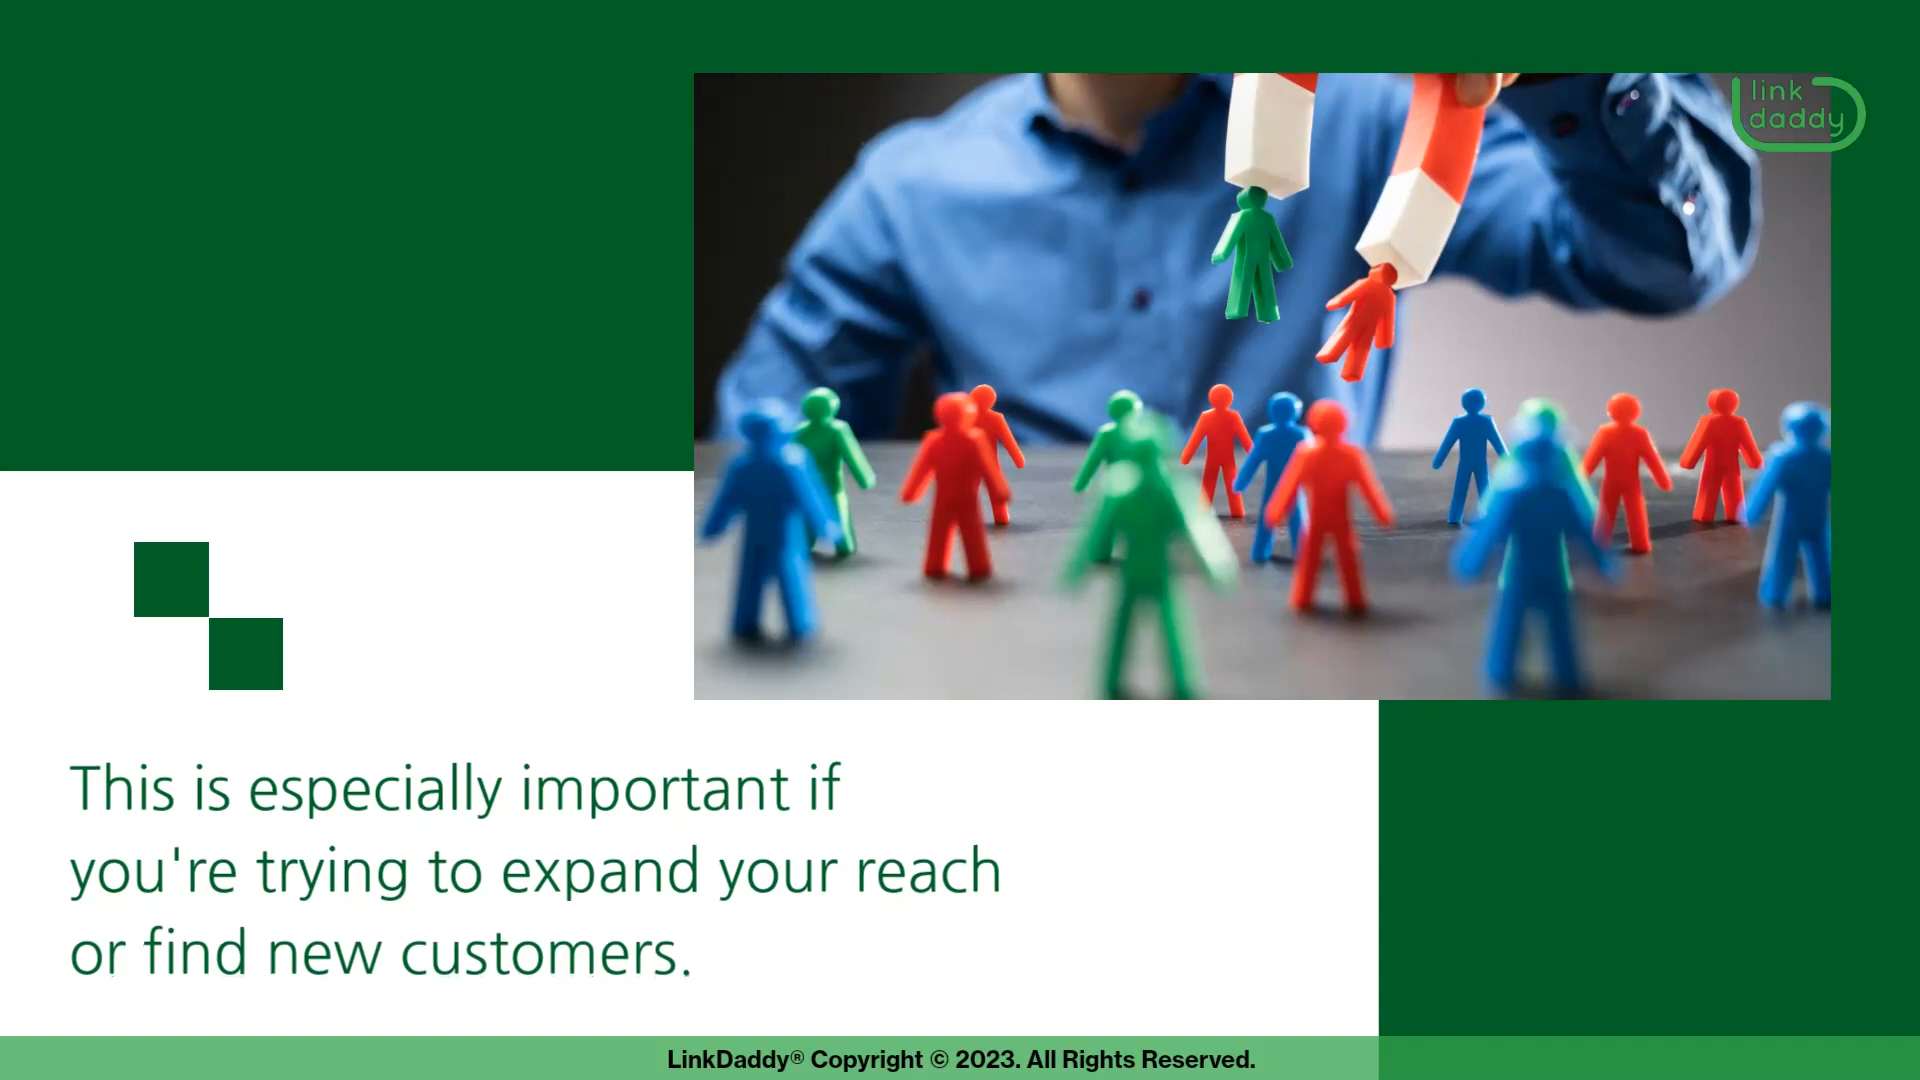 link
daddy
This is especially important if
you're trying to expand your reach
or find new customers.
LinkDaddy® Copyright © 2023. All Rights Reserved.